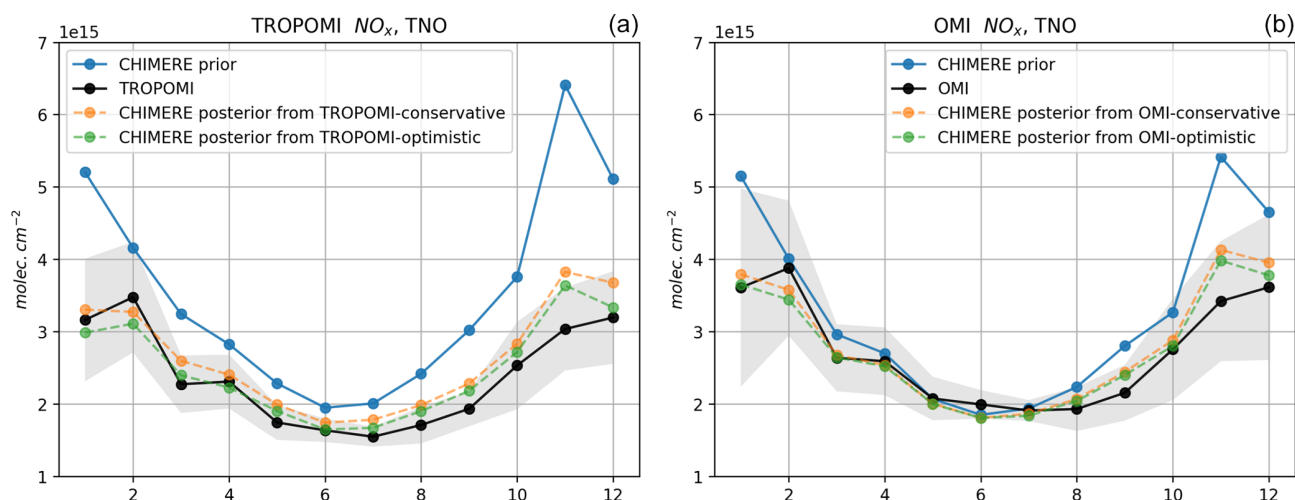 1e15
TROPOMI NOx, TNO
(a)
7
6
5
4
3
2
1
molec. cm−2
CHIMERE prior
TROPOMI
CHIMERE posterior from TROPOMI-conservative
CHIMERE posterior from TROPOMI-optimistic
2
4
6
8
10
12
1e15
OMI NOx, TNO
(b)
7
6
5
4
3
2
1
molec. cm−2
CHIMERE prior
OMI
CHIMERE posterior from OMI-conservative
CHIMERE posterior from OMI-optimistic
2
4
6
8
10
12